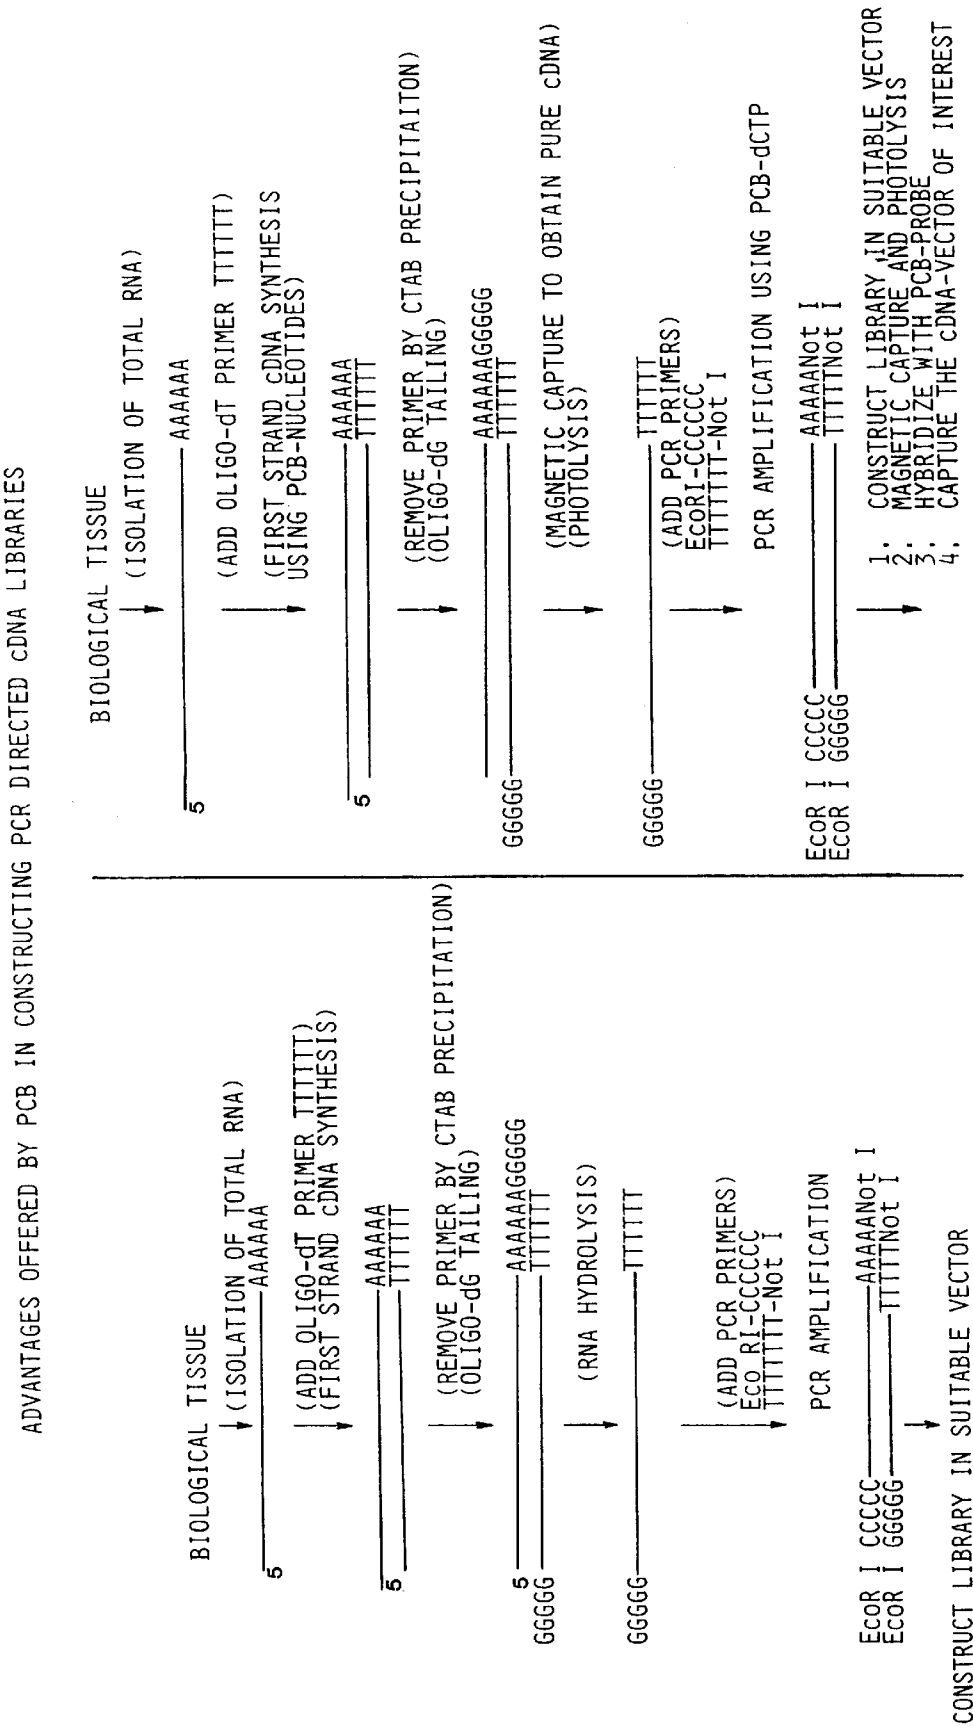 ADVANTAGES OFFERED BY PCB IN CONSTRUCTING PCR DIRECTED cDNA LIBRARIES
BIOLOGICAL TISSUE
(ISOLATION OF TOTAL RNA)
AAAAAA
5
(ADD OLIGO-dT PRIMER TTTTTT)
(FIRST STRAND CDNA SYNTHESIS)
AAAAAA
TTTTTT
5
(REMOVE PRIMER BY CTAB PRECIPITATION)
(OLIGO-dG TAILING)
5 AAAAAAGGGGG
GGGGG TTTTTT
(RNA HYDROLYSIS)
GGGGG TTTTTT
(ADD PCR PRIMERS)
Eco RI-CCCCCC
TTTTTTT-Not I
PCR AMPLIFICATION
EcoR I CCCCC AAAAANot I
EcoR I GGGGG TTTTTNot I
CONSTRUCT LIBRARY IN SUITABLE VECTOR
BIOLOGICAL TISSUE
(ISOLATION OF TOTAL RNA)
AAAAAA
5
(ADD OLIGO-dT PRIMER TTTTTT)
(FIRST STRAND CDNA SYNTHESIS
USING PCB-NUCLEOTIDES)
AAAAAA
TTTTTT
5
(REMOVE PRIMER BY CTAB PRECIPITAITON)
(OLIGO-dG TAILING)
AAAAAAGGGGG
GGGGG TTTTTT
(MAGNETIC CAPTURE TO OBTAIN PURE cDNA)
(PHOTOLYSIS)
GGGGG TTTTTT
(ADD PCR PRIMERS)
EcoRI-CCCCCC
TTTTTTT-Not I
PCR AMPLIFICATION USING PCB-dCTP
EcoR I CCCCC AAAAANot I
EcoR I GGGGG TTTTTNot I
1. CONSTRUCT LIBRARY IN SUITABLE VECTOR
2. MAGNETIC CAPTURE AND PHOTOLYSIS
3. HYBRIDIZE WITH PCB-PROBE
4. CAPTURE THE CDNA-VECTOR OF INTEREST